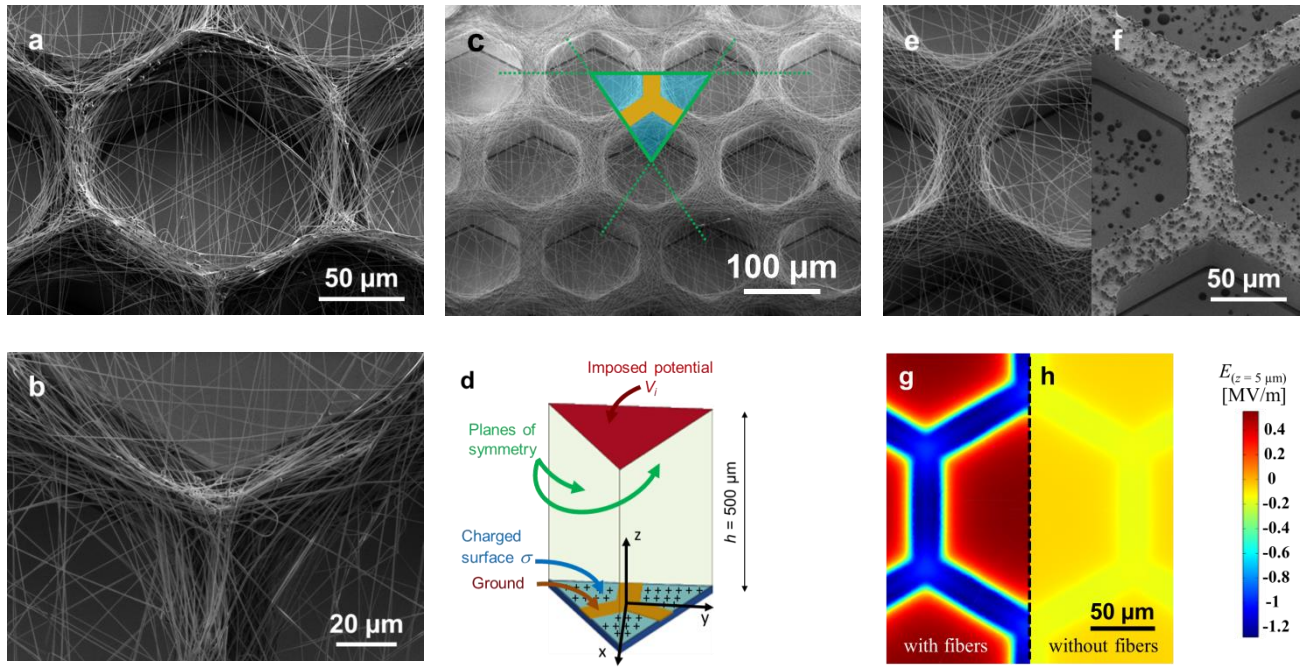 a
50 µm
c
100 µm
e
f
50 µm
b
20 µm
d
Imposed potential
Vᵢ
Planes of
symmetry
h = 500 µm
Charged
surface σ
Ground
z
y
x
+ + + + + + + + + + + + + + + + + + + + + + + +
g
h
with fibers
50 µm
without fibers
E(z = 5 µm)
[MV/m]
0.4
0.2
0
-0.2
-0.4
-0.6
-0.8
-1
-1.2